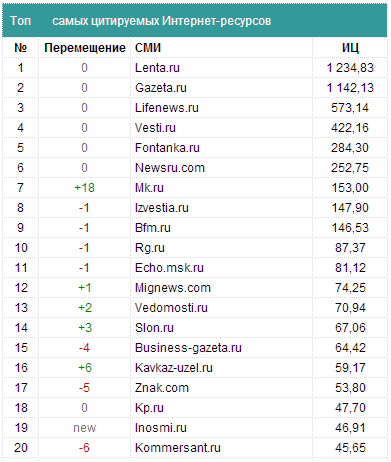 Топ самых цитируемых Интернет-ресурсов
№ Перемещение СМИ ИЦ
1 0 Lenta.ru 1 234,83
2 0 Gazeta.ru 1 142,13
3 0 Lifenews.ru 573,14
4 0 Vesti.ru 422,16
5 0 Fontanka.ru 284,30
6 0 Newsru.com 252,75
7 +18 Mk.ru 153,00
8 -1 Izvestia.ru 147,90
9 -1 Bfm.ru 146,53
10 -1 Rg.ru 87,37
11 -1 Echo.msk.ru 81,12
12 +1 Mignews.com 74,25
13 +2 Vedomosti.ru 70,94
14 +3 Slon.ru 67,06
15 -4 Business-gazeta.ru 64,42
16 +6 Kavkaz-uzel.ru 59,17
17 -5 Znak.com 53,80
18 0 Kp.ru 47,70
19 new Inosmi.ru 46,91
20 -6 Kommersant.ru 45,65